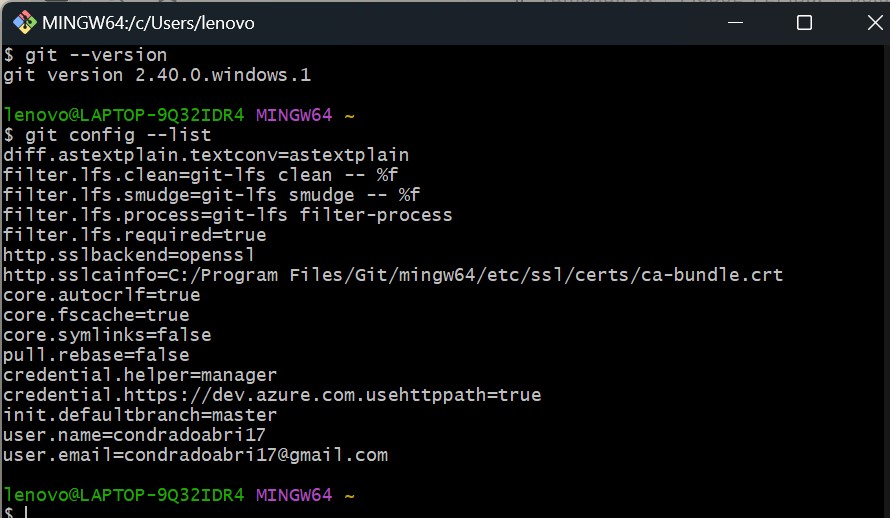 MINGW64:/c/Users/lenovo
$ git --version
git version 2.40.0.windows.1
lenovo@LAPTOP-9Q32IDR4 MINGW64 ~
$ git config --list
diff.astextplain.textconv=astextplain
filter.lfs.clean=git-lfs clean -- %f
filter.lfs.smudge=git-lfs smudge -- %f
filter.lfs.process=git-lfs filter-process
filter.lfs.required=true
http.sslbackend=openssl
http.sslcainfo=C:/Program Files/Git/mingw64/etc/ssl/certs/ca-bundle.crt
core.autocrlf=true
core.fscache=true
core.symlinks=false
pull.rebase=false
credential.helper=manager
credential.https://dev.azure.com.usehttppath=true
init.defaultbranch=master
user.name=condradoabri17
user.email=condradoabri17@gmail.com
lenovo@LAPTOP-9Q32IDR4 MINGW64 ~
$